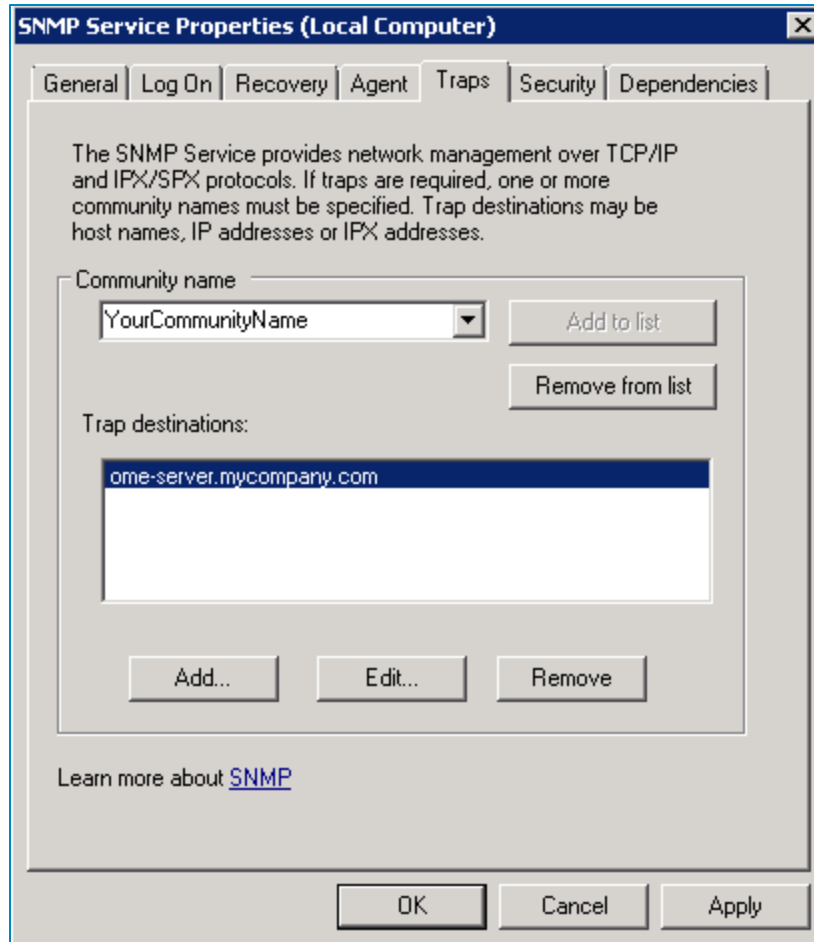 SNMP Service Properties (Local Computer)
General Log On Recovery Agent Traps Security Dependencies
The SNMP Service provides network management over TCP/IP
and IPX/SPX protocols. If traps are required, one or more
community names must be specified. Trap destinations may be
host names, IP addresses or IPX addresses.
Community name
YourCommunityName
Add to list
Remove from list
Trap destinations:
ome-server.mycompany.com
Add... Edit... Remove
Learn more about SNMP
OK Cancel Apply